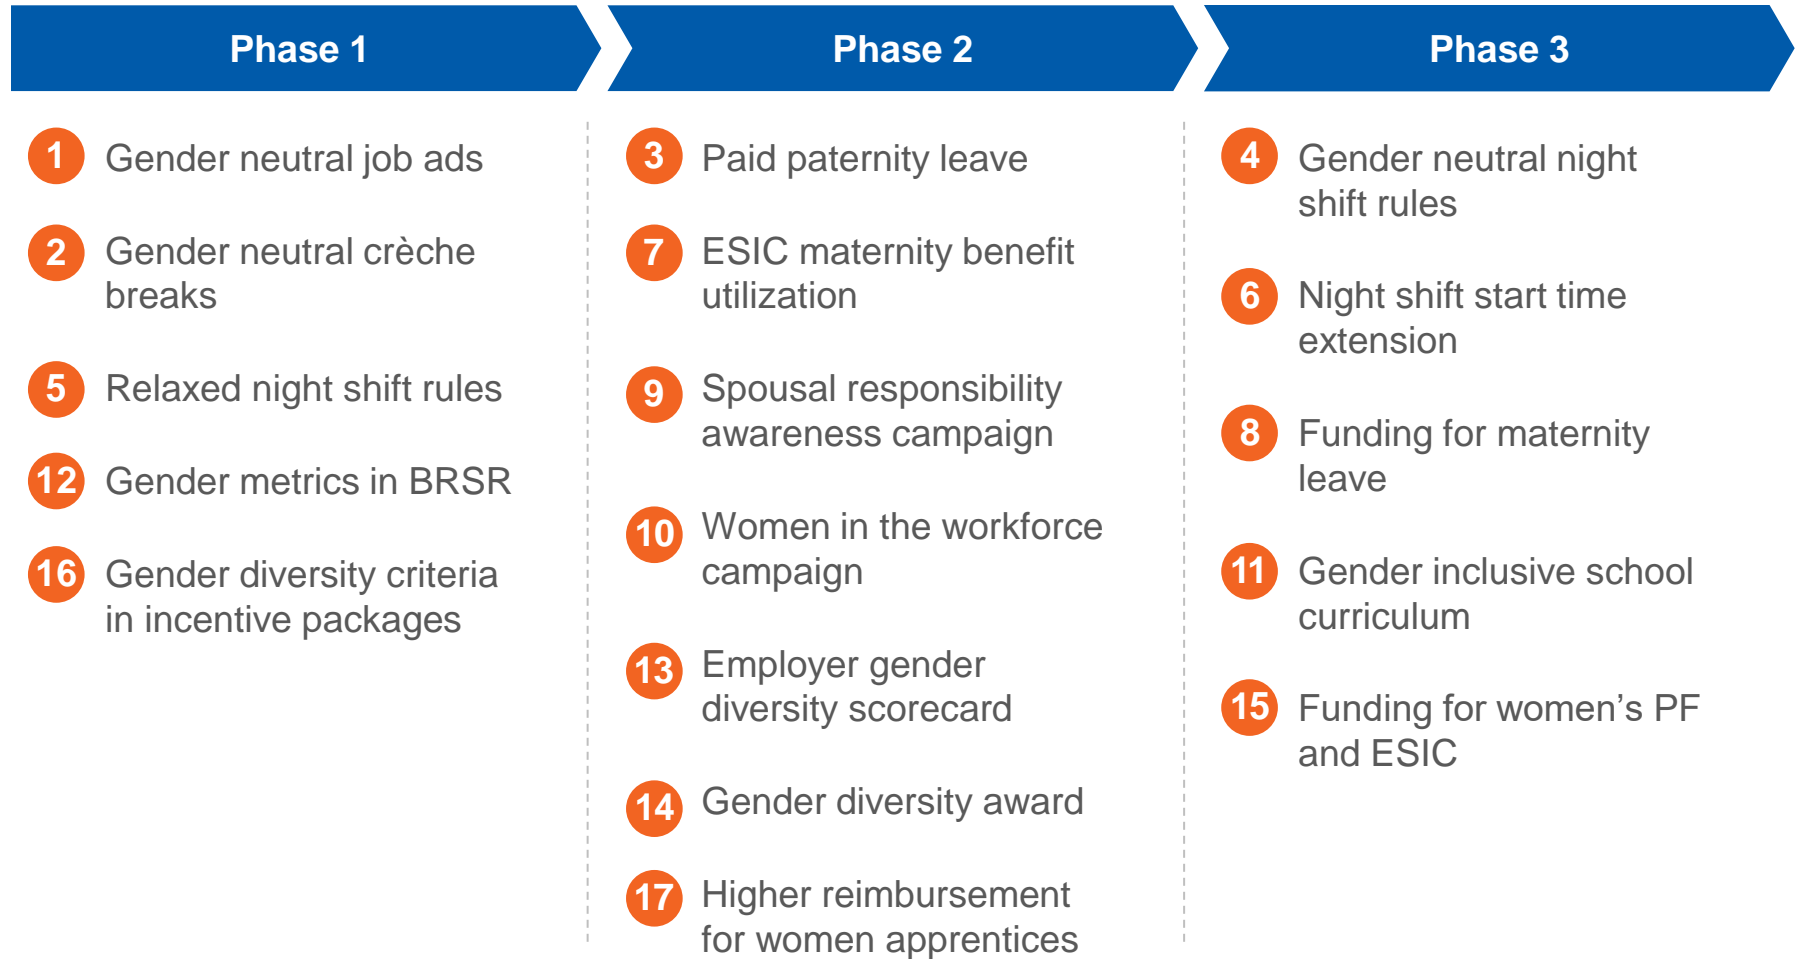 Phase 1
Phase 2
Phase 3
1 Gender neutral job ads
2 Gender neutral crèche
breaks
5 Relaxed night shift rules
12 Gender metrics in BRSR
16 Gender diversity criteria
in incentive packages
3 Paid paternity leave
7 ESIC maternity benefit
utilization
9 Spousal responsibility
awareness campaign
10 Women in the workforce
campaign
13 Employer gender
diversity scorecard
14 Gender diversity award
17 Higher reimbursement
for women apprentices
4 Gender neutral night
shift rules
6 Night shift start time
extension
8 Funding for maternity
leave
11 Gender inclusive school
curriculum
15 Funding for women’s PF
and ESIC